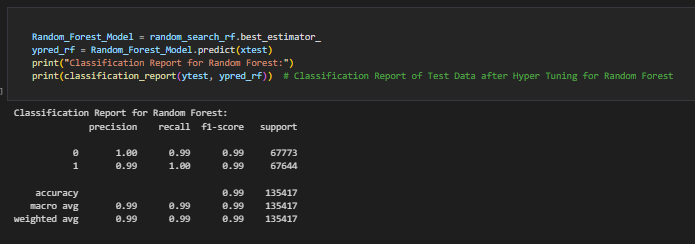 Random_Forest_Model = random_search_rf.best_estimator_
ypred_rf = Random_Forest_Model.predict(xtest)
print("Classification Report for Random Forest:")
print(classification_report(ytest, ypred_rf))  # Classification Report of Test Data after Hyper Tuning for Random Forest
Classification Report for Random Forest:
              precision    recall  f1-score   support

           0       1.00      0.99      0.99     67773
           1       0.99      1.00      0.99     67644

    accuracy                           0.99    135417
   macro avg       0.99      0.99      0.99    135417
weighted avg       0.99      0.99      0.99    135417